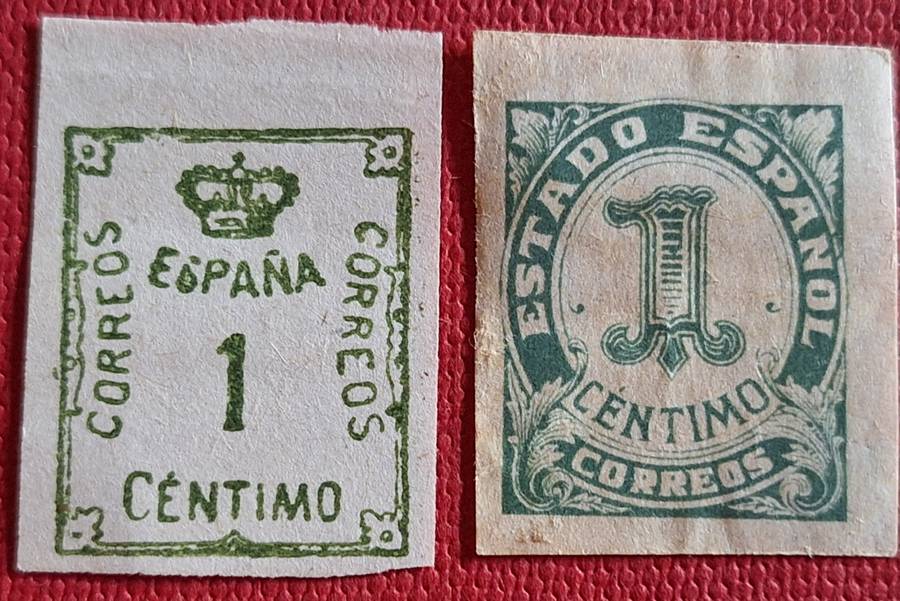 ESPAÑA
CORREOS
CORREOS
1
CÉNTIMO
ESTADO ESPAÑOL
1
CÉNTIMO
CORREOS